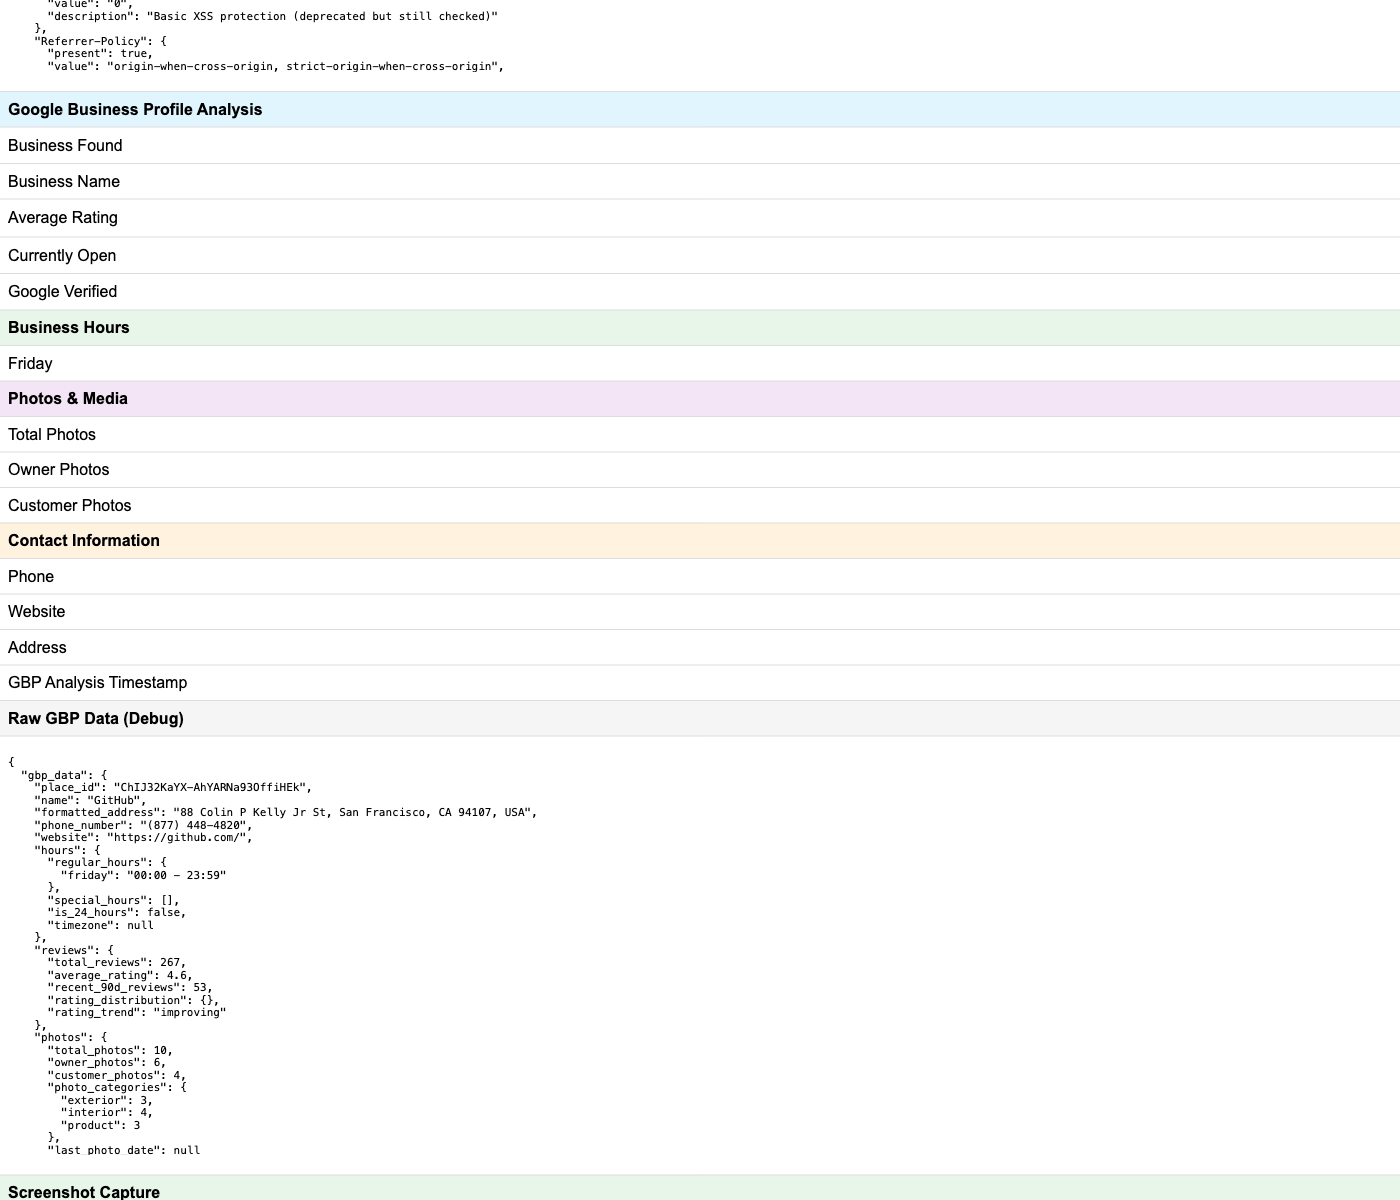 "value": "0",
"description": "Basic XSS protection (deprecated but still checked)"
},
"Referrer-Policy": {
"present": true,
"value": "origin-when-cross-origin, strict-origin-when-cross-origin",
Google Business Profile Analysis
Business Found
Business Name
Average Rating
Currently Open
Google Verified
Business Hours
Friday
Photos & Media
Total Photos
Owner Photos
Customer Photos
Contact Information
Phone
Website
Address
GBP Analysis Timestamp
Raw GBP Data (Debug)
{
"gbp_data": {
"place_id": "ChIJ32KaYX-AhYARNa93OffiHEk",
"name": "GitHub",
"formatted_address": "88 Colin P Kelly Jr St, San Francisco, CA 94107, USA",
"phone_number": "(877) 448-4820",
"website": "https://github.com/",
"hours": {
"regular_hours": {
"friday": "00:00 – 23:59"
},
"special_hours": [],
"is_24_hours": false,
"timezone": null
},
"reviews": {
"total_reviews": 267,
"average_rating": 4.6,
"recent_90d_reviews": 53,
"rating_distribution": {},
"rating_trend": "improving"
},
"photos": {
"total_photos": 10,
"owner_photos": 6,
"customer_photos": 4,
"photo_categories": {
"exterior": 3,
"interior": 4,
"product": 3
},
"last_photo_date": null
Screenshot Capture